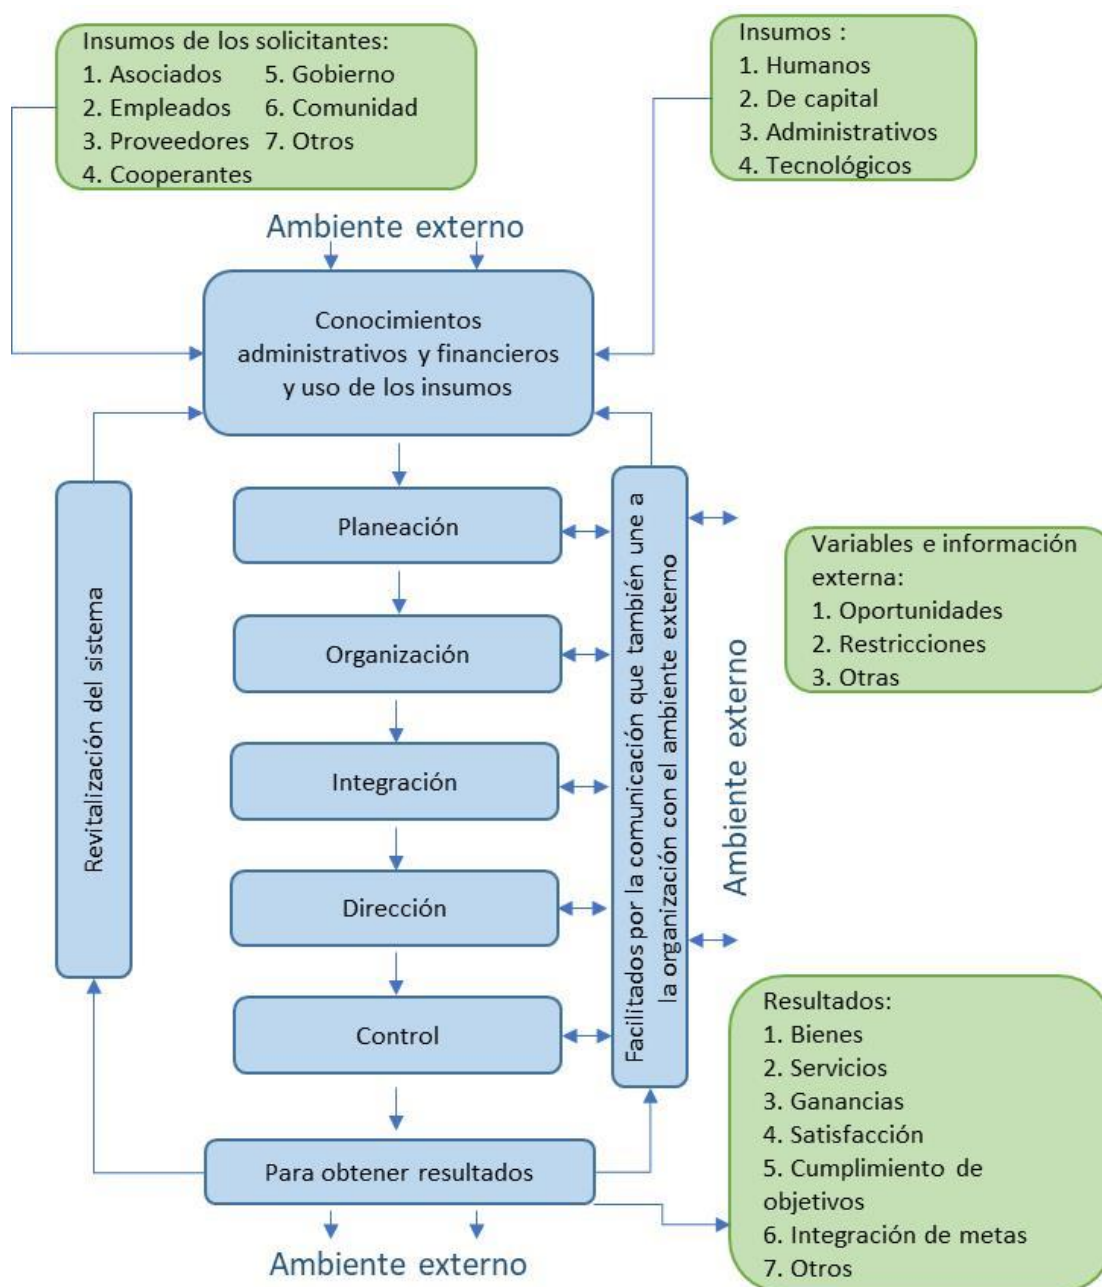 Insumos de los solicitantes:
1. Asociados 5. Gobierno
2. Empleados 6. Comunidad
3. Proveedores 7. Otros
4. Cooperantes
Insumos :
1. Humanos
2. De capital
3. Administrativos
4. Tecnológicos
Ambiente externo
Conocimientos
administrativos y financieros
y uso de los insumos
Planeación
Organización
Integración
Dirección
Control
Para obtener resultados
Ambiente externo
Revitalización del sistema
Facilitados por la comunicación que también une a
la organización con el ambiente externo
Ambiente externo
Variables e información
externa:
1. Oportunidades
2. Restricciones
3. Otras
Resultados:
1. Bienes
2. Servicios
3. Ganancias
4. Satisfacción
5. Cumplimiento de
objetivos
6. Integración de metas
7. Otros